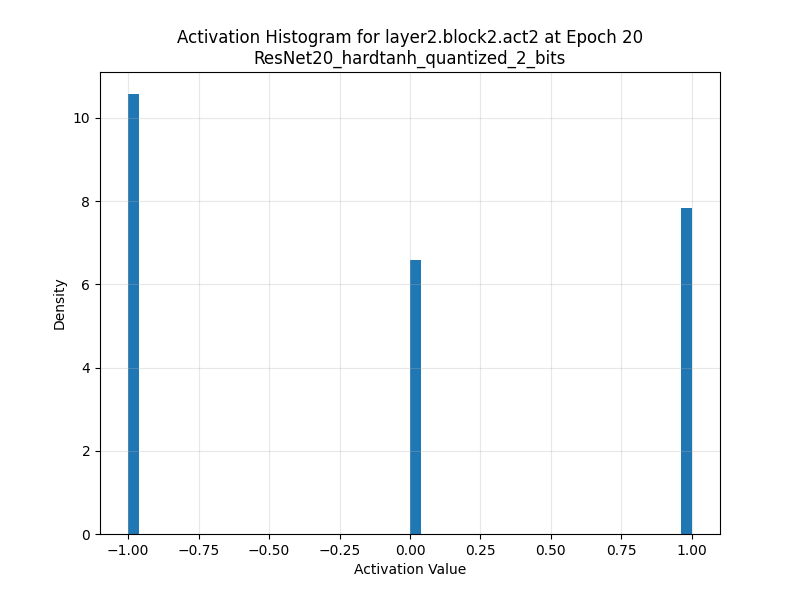 Activation Histogram for layer2.block2.act2 at Epoch 20
ResNet20_hardtanh_quantized_2_bits
Density
10
8
6
4
2
0
−1.00 −0.75 −0.50 −0.25 0.00 0.25 0.50 0.75 1.00
Activation Value